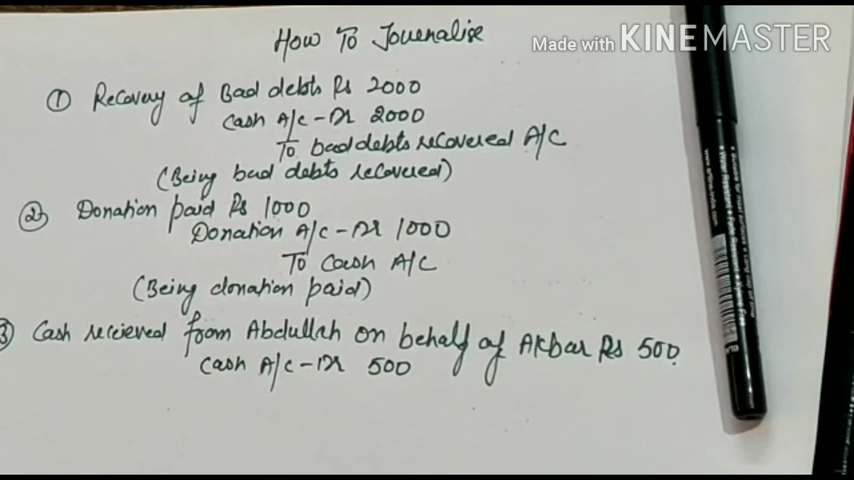 How To Journalise
Made with KINEMASTER
① Recovery of Bad debts Rs 2000
Cash A/C - Dr 2000
To bad debts recovered A/C
(Being bad debts recovered)
② Donation paid Rs 1000
Donation A/C - Dr 1000
To Cash A/C
(Being donation paid)
③ Cash recieved from Abdullah on behalf of Akbar Rs 500
Cash A/C - Dr 500